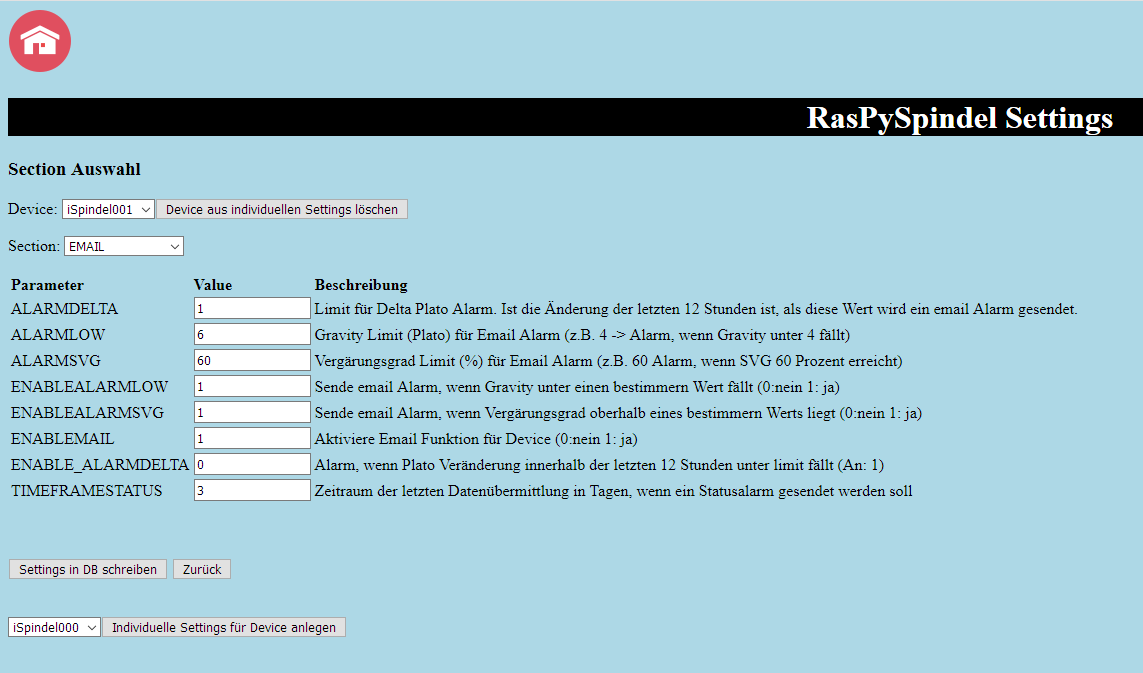 RasPySpindel Settings
Section Auswahl
Device: iSpindel001 Device aus individuellen Settings löschen
Section: EMAIL
Parameter Value Beschreibung
ALARMDELTA 1 Limit für Delta Plato Alarm. Ist die Änderung der letzten 12 Stunden ist, als diese Wert wird ein email Alarm gesendet.
ALARMLOW 6 Gravity Limit (Plato) für Email Alarm (z.B. 4 -> Alarm, wenn Gravity unter 4 fällt)
ALARMSVG 60 Vergärungsgrad Limit (%) für Email Alarm (z.B. 60 Alarm, wenn SVG 60 Prozent erreicht)
ENABLEALARMLOW 1 Sende email Alarm, wenn Gravity unter einen bestimmern Wert fällt (0:nein 1: ja)
ENABLEALARMSVG 1 Sende email Alarm, wenn Vergärungsgrad oberhalb eines bestimmern Werts liegt (0:nein 1: ja)
ENABLEMAIL 1 Aktiviere Email Funktion für Device (0:nein 1: ja)
ENABLE_ALARMDELTA 0 Alarm, wenn Plato Veränderung innerhalb der letzten 12 Stunden unter limit fällt (An: 1)
TIMEFRAMESTATUS 3 Zeitraum der letzten Datenübermittlung in Tagen, wenn ein Statusalarm gesendet werden soll
Settings in DB schreiben Zurück
iSpindel000 Individuelle Settings für Device anlegen